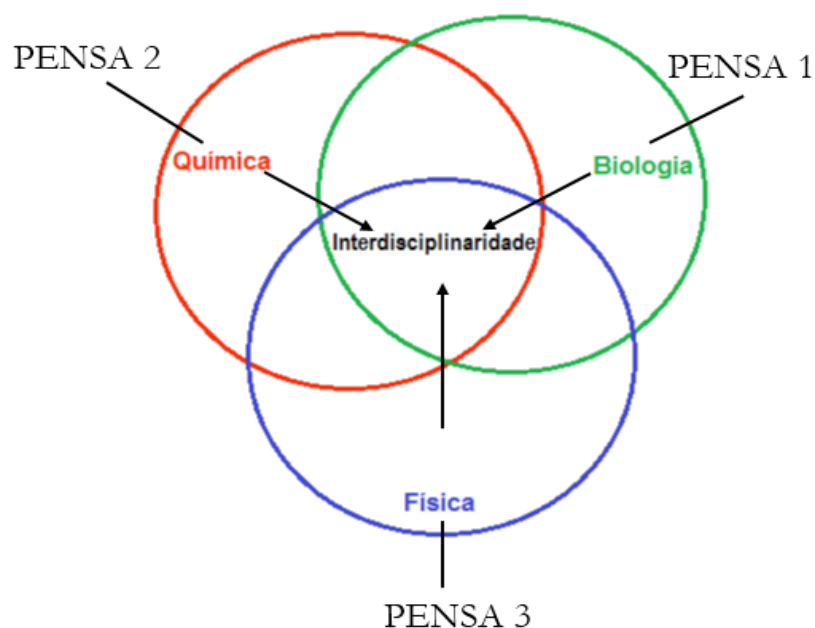 PENSA 2
PENSA 1
Química
Biologia
Interdisciplinaridade
Física
PENSA 3